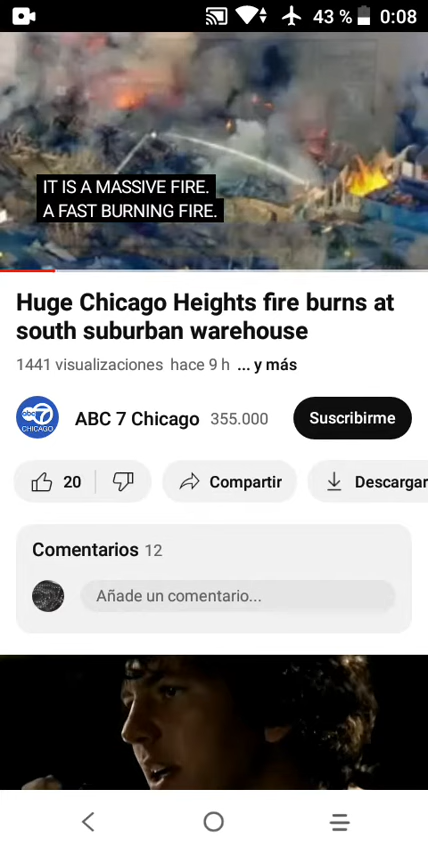 43 % 0:08
IT IS A MASSIVE FIRE.
A FAST BURNING FIRE.
Huge Chicago Heights fire burns at
south suburban warehouse
1441 visualizaciones hace 9 h ... y más
abc 7 CHICAGO
ABC 7 Chicago 355.000 Suscribirme
20 Compartir Descargar
Comentarios 12
Añade un comentario...